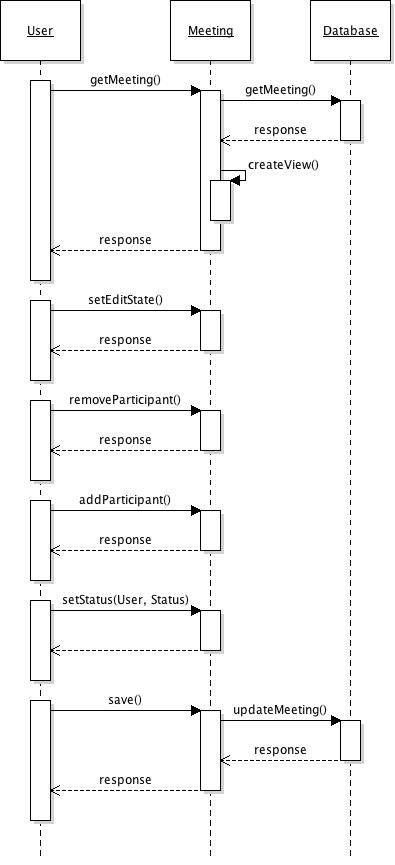 User
Meeting
Database
getMeeting()
getMeeting()
response
createView()
response
setEditState()
response
removeParticipant()
response
addParticipant()
response
setStatus(User, Status)
save()
updateMeeting()
response
response